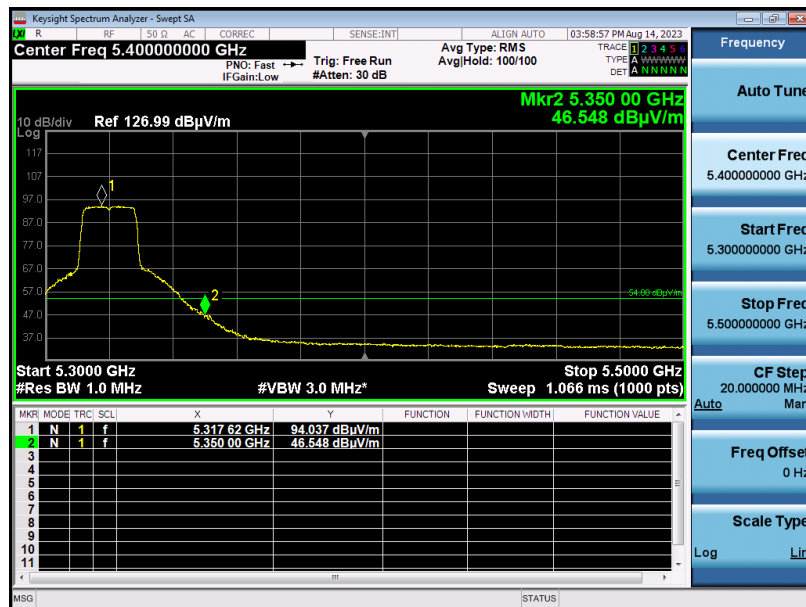 Keysight Spectrum Analyzer - Swept SA
LXI R RF 50 Ω AC CORREC SENSE:INT ALIGN AUTO 03:58:57 PM Aug 14, 2023
Center Freq 5.400000000 GHz
PNO: Fast
IFGain:Low
Trig: Free Run
#Atten: 30 dB
Avg Type: RMS
Avg|Hold: 100/100
TRACE 1 2 3 4 5 6
TYPE A W W W W W
DET A N N N N N
Mkr2 5.350 00 GHz
46.548 dBµV/m
10 dB/div
Log
Ref 126.99 dBµV/m
117
107
97.0
87.0
77.0
67.0
57.0
47.0
37.0
1
2
54.00 dBµV/m
Start 5.3000 GHz
Stop 5.5000 GHz
#Res BW 1.0 MHz
#VBW 3.0 MHz*
Sweep 1.066 ms (1000 pts)
MKR MODE TRC SCL X Y FUNCTION FUNCTION WIDTH FUNCTION VALUE
1 N 1 f 5.317 62 GHz 94.037 dBµV/m
2 N 1 f 5.350 00 GHz 46.548 dBµV/m
3
4
5
6
7
8
9
10
11
MSG
STATUS
Frequency
Auto Tune
Center Freq
5.400000000 GHz
Start Freq
5.300000000 GHz
Stop Freq
5.500000000 GHz
CF Step
20.000000 MHz
Auto Man
Freq Offset
0 Hz
Scale Type
Log Lin